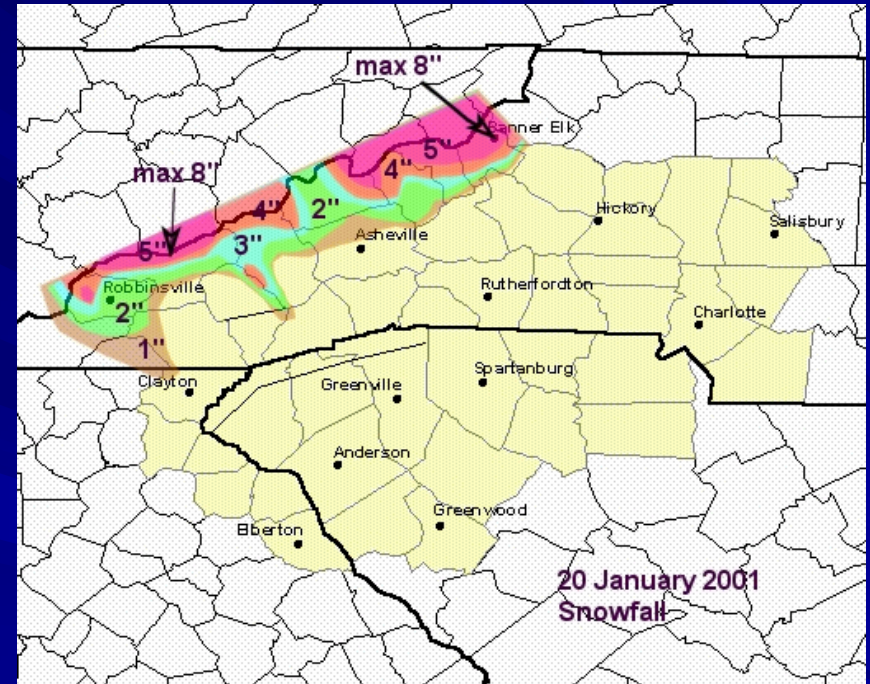 max 8"
Banner Elk
5"
4"
max 8"
Hickory
4"
2"
Salisbury
Asheville
3"
5"
Robbinsville
Rutherfordton
2"
Charlotte
1"
Clayton
Greenville
Spartanburg
Anderson
Greenwood
Elberton
20 January 2001
Snowfall